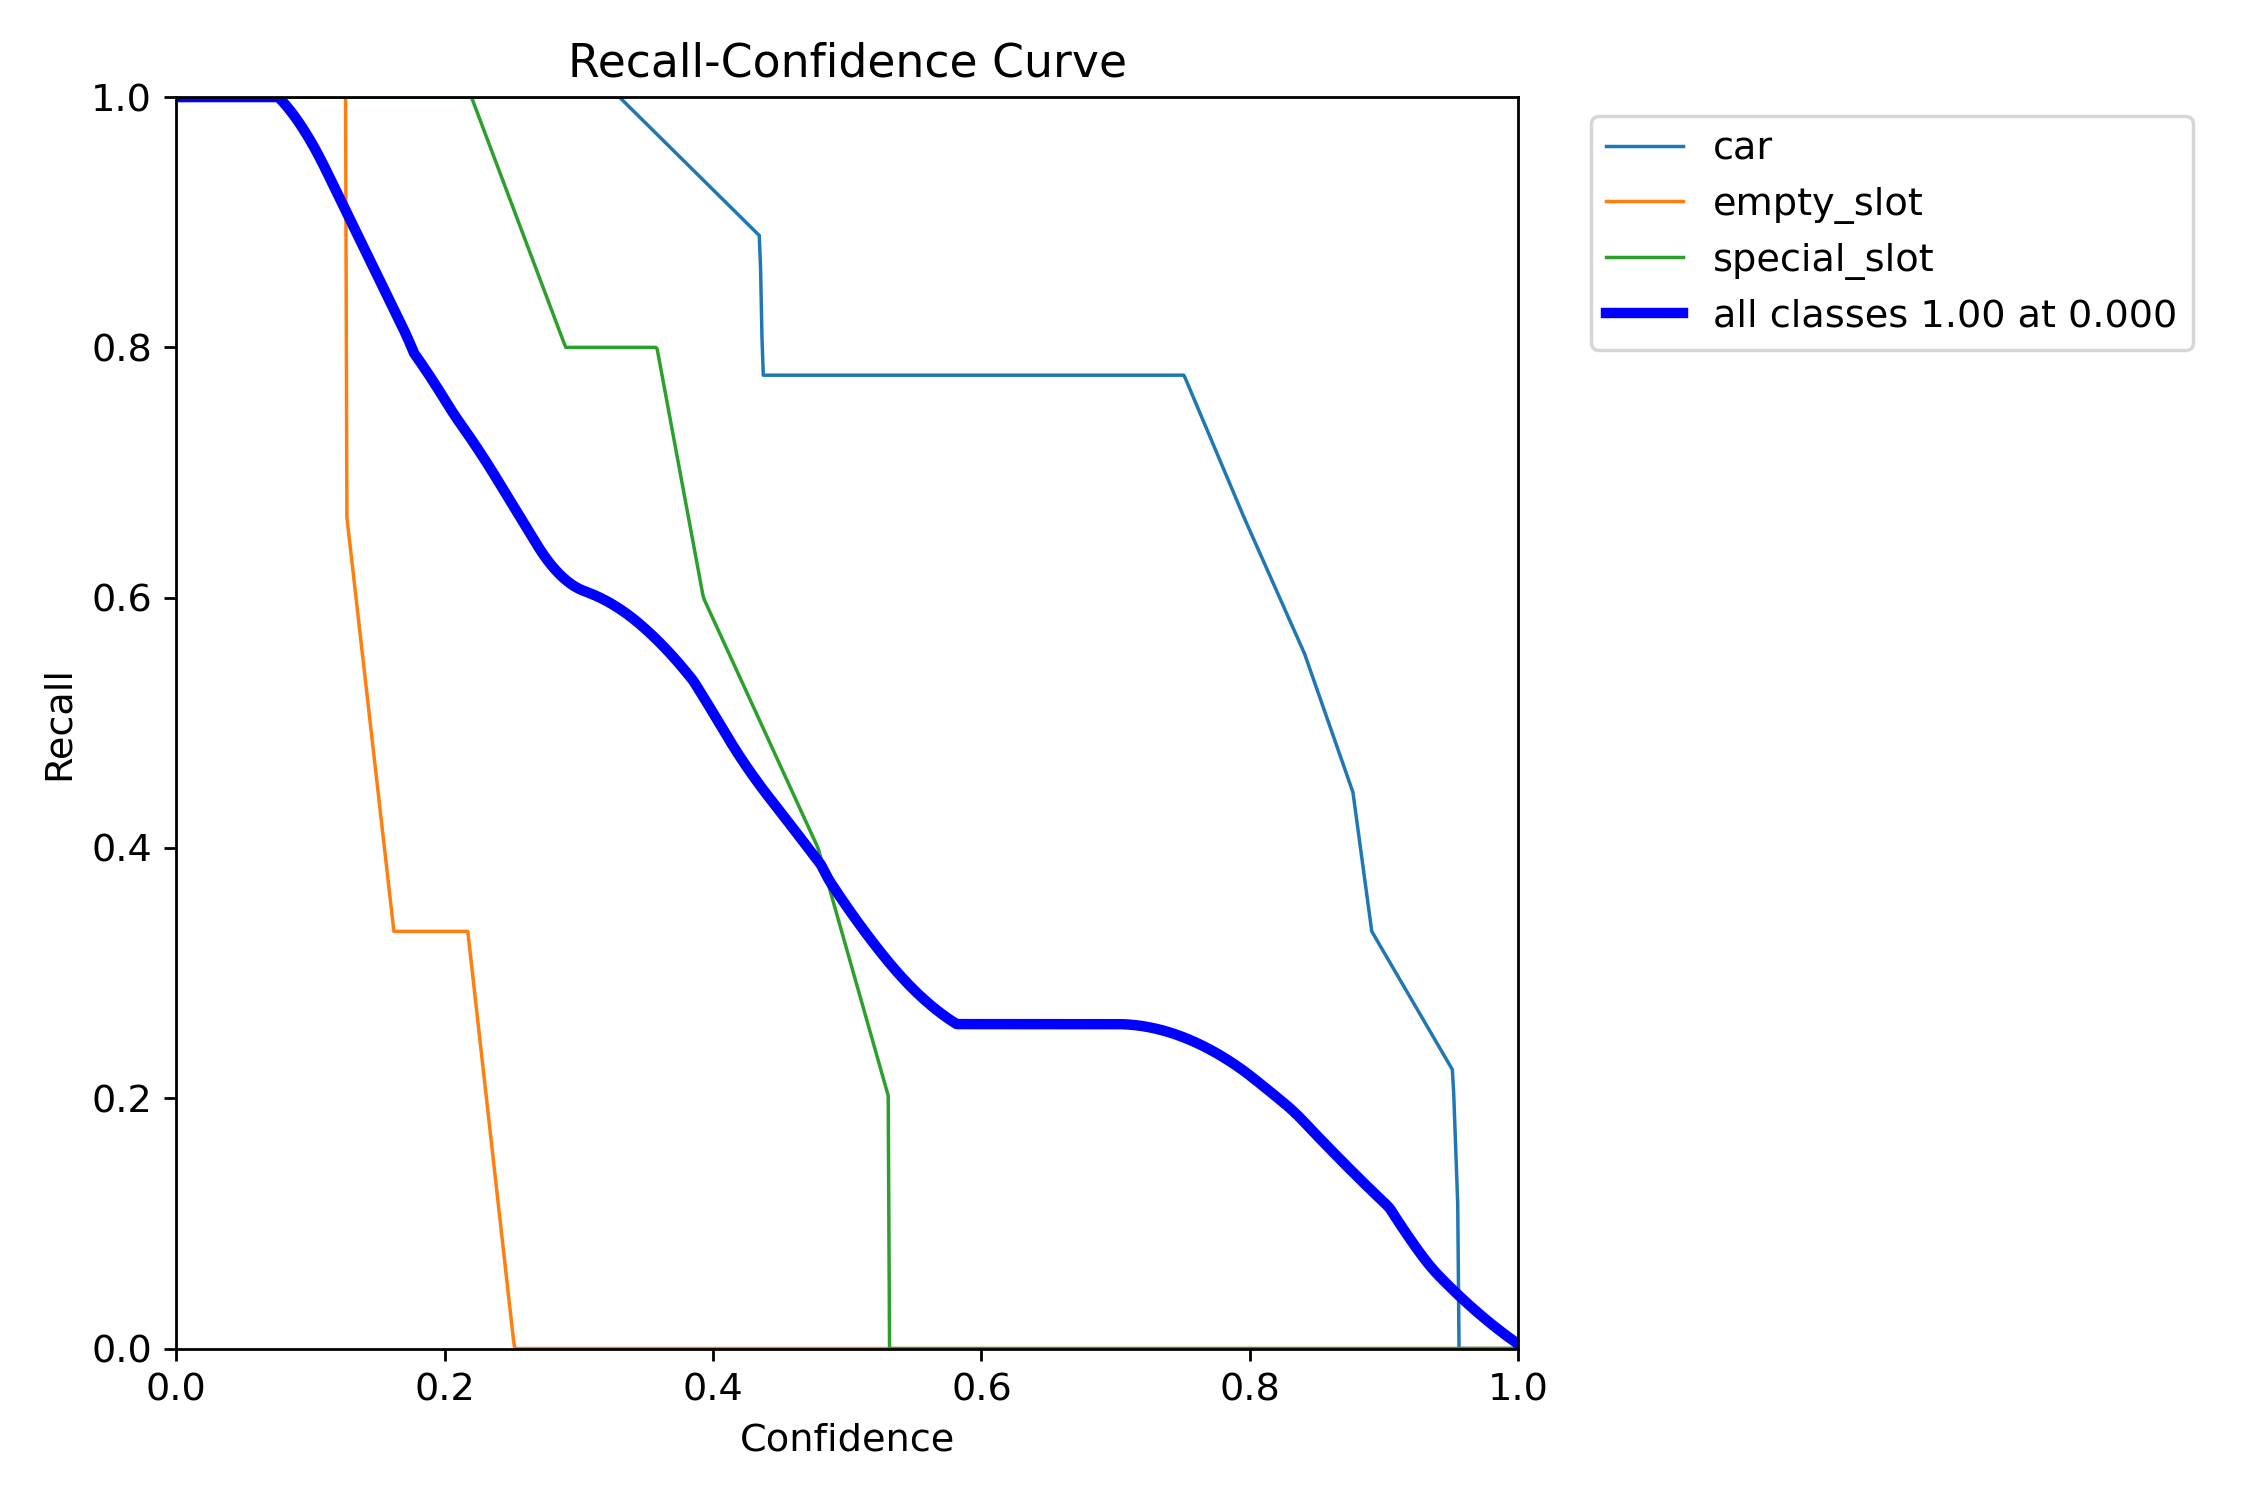 Recall-Confidence Curve
1.0
0.8
0.6
0.4
0.2
0.0
Recall
0.0 0.2 0.4 0.6 0.8 1.0
Confidence
car
empty_slot
special_slot
all classes 1.00 at 0.000